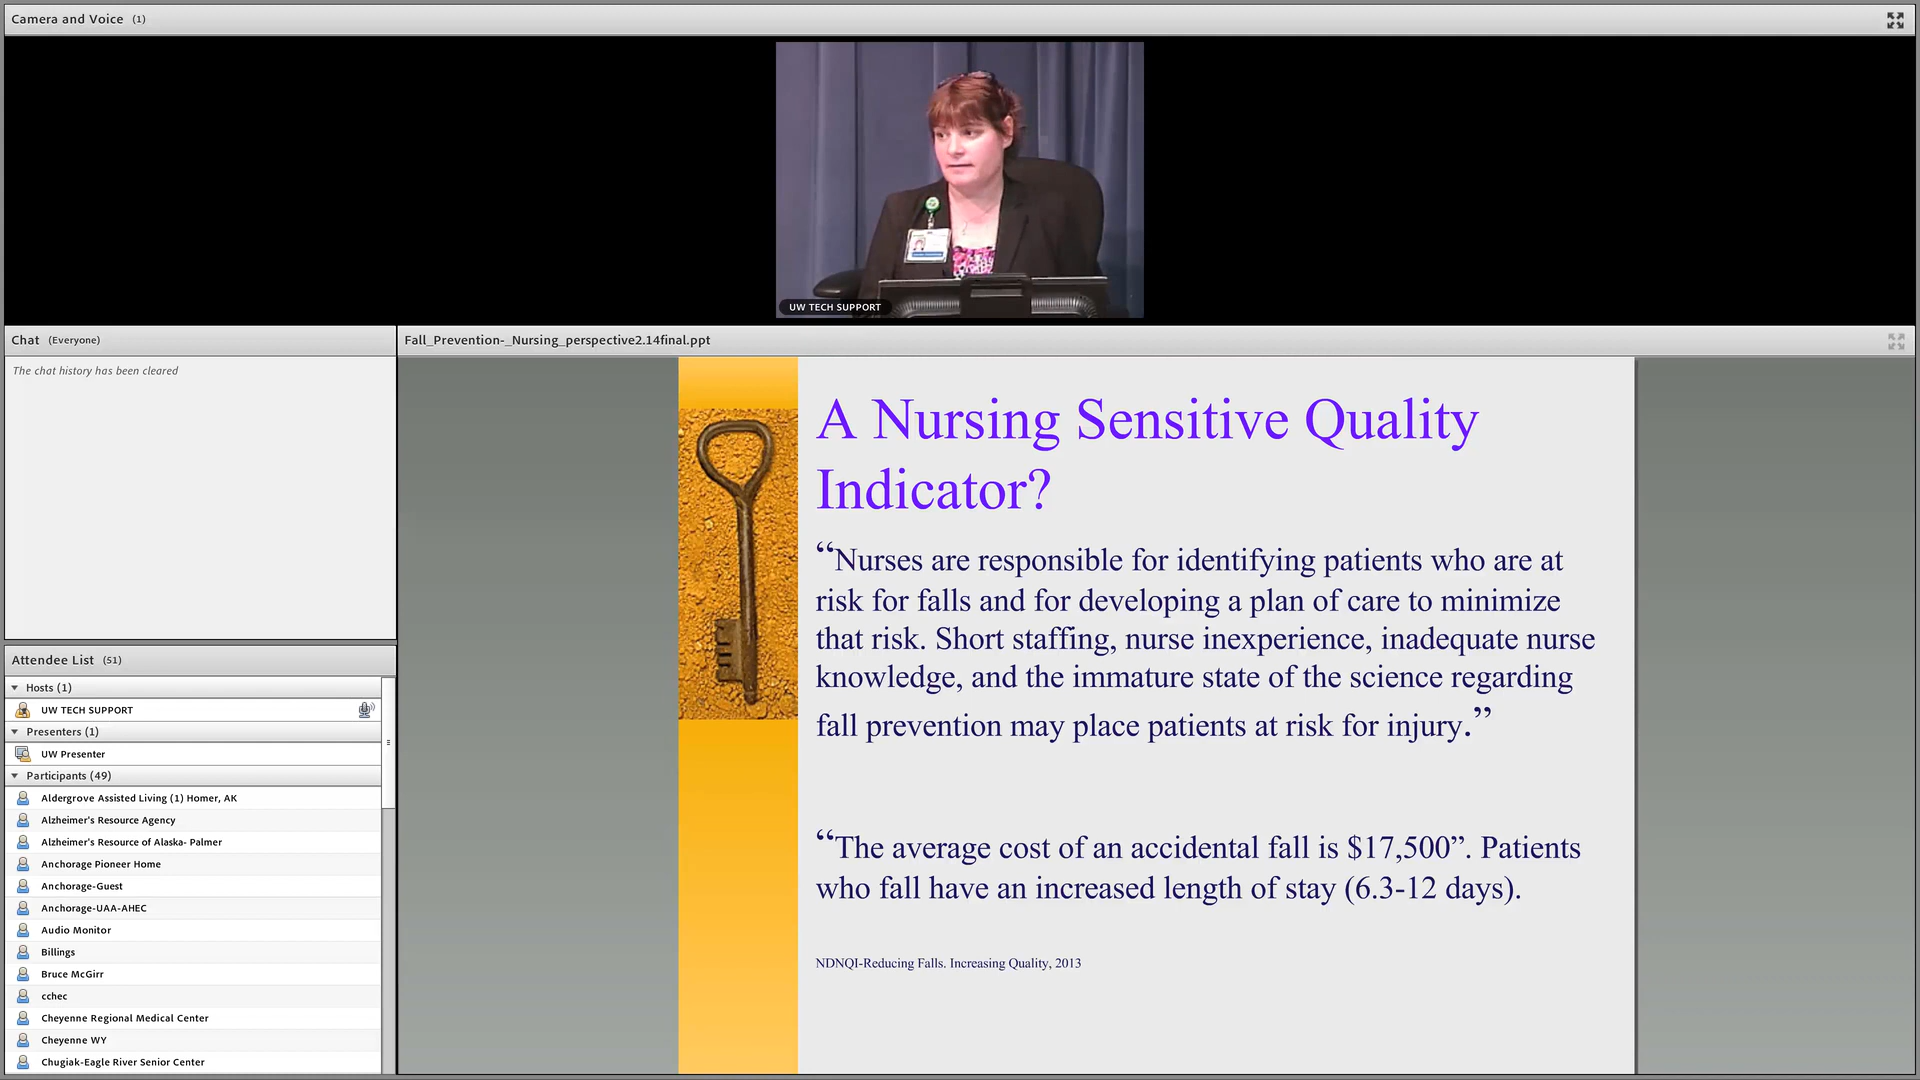 Camera and Voice (1)
UW TECH SUPPORT
Chat (Everyone)
The chat history has been cleared
Attendee List (51)
Hosts (1)
UW TECH SUPPORT
Presenters (1)
UW Presenter
Participants (49)
Aldergrove Assisted Living (1) Homer, AK
Alzheimer's Resource Agency
Alzheimer's Resource of Alaska- Palmer
Anchorage Pioneer Home
Anchorage-Guest
Anchorage-UAA-AHEC
Audio Monitor
Billings
Bruce McGirr
cchec
Cheyenne Regional Medical Center
Cheyenne WY
Chugiak-Eagle River Senior Center
Fall_Prevention-_Nursing_perspective2.14final.ppt
A Nursing Sensitive Quality
Indicator?
“Nurses are responsible for identifying patients who are at
risk for falls and for developing a plan of care to minimize
that risk. Short staffing, nurse inexperience, inadequate nurse
knowledge, and the immature state of the science regarding
fall prevention may place patients at risk for injury.”
“The average cost of an accidental fall is $17,500”. Patients
who fall have an increased length of stay (6.3-12 days).
NDNQI-Reducing Falls. Increasing Quality, 2013